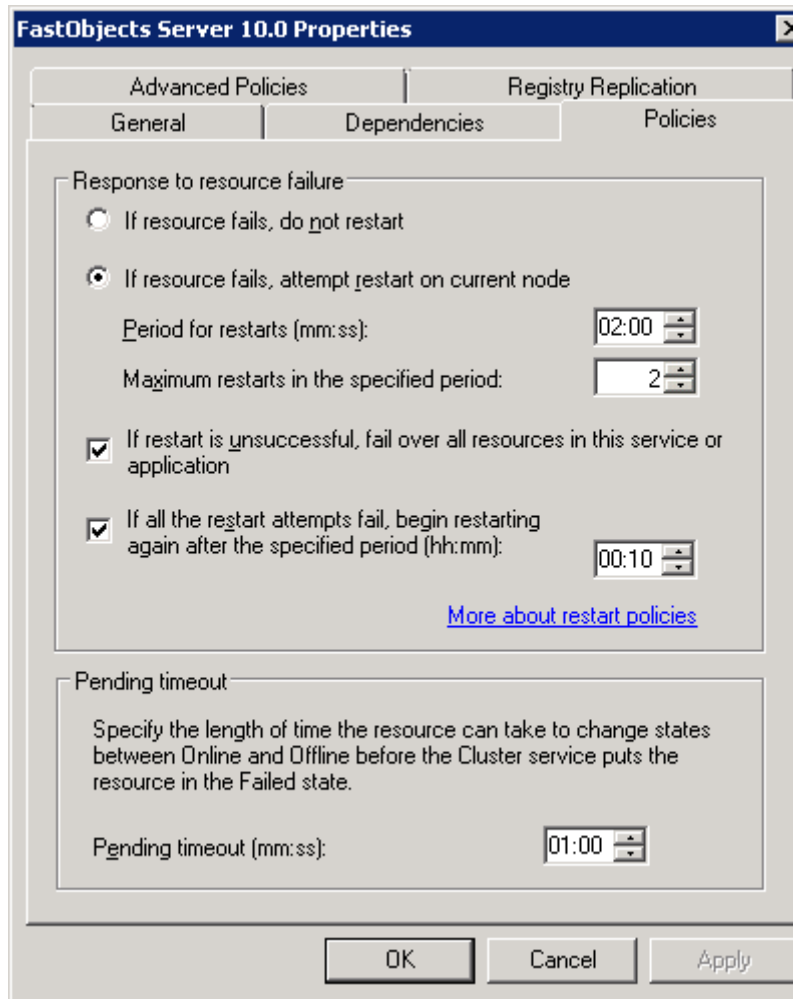 FastObjects Server 10.0 Properties
Advanced Policies
Registry Replication
General
Dependencies
Policies
Response to resource failure
If resource fails, do not restart
If resource fails, attempt restart on current node
Period for restarts (mm:ss):
02:00
Maximum restarts in the specified period:
2
If restart is unsuccessful, fail over all resources in this service or
application
If all the restart attempts fail, begin restarting
again after the specified period (hh:mm):
00:10
More about restart policies
Pending timeout
Specify the length of time the resource can take to change states
between Online and Offline before the Cluster service puts the
resource in the Failed state.
Pending timeout (mm:ss):
01:00
OK
Cancel
Apply